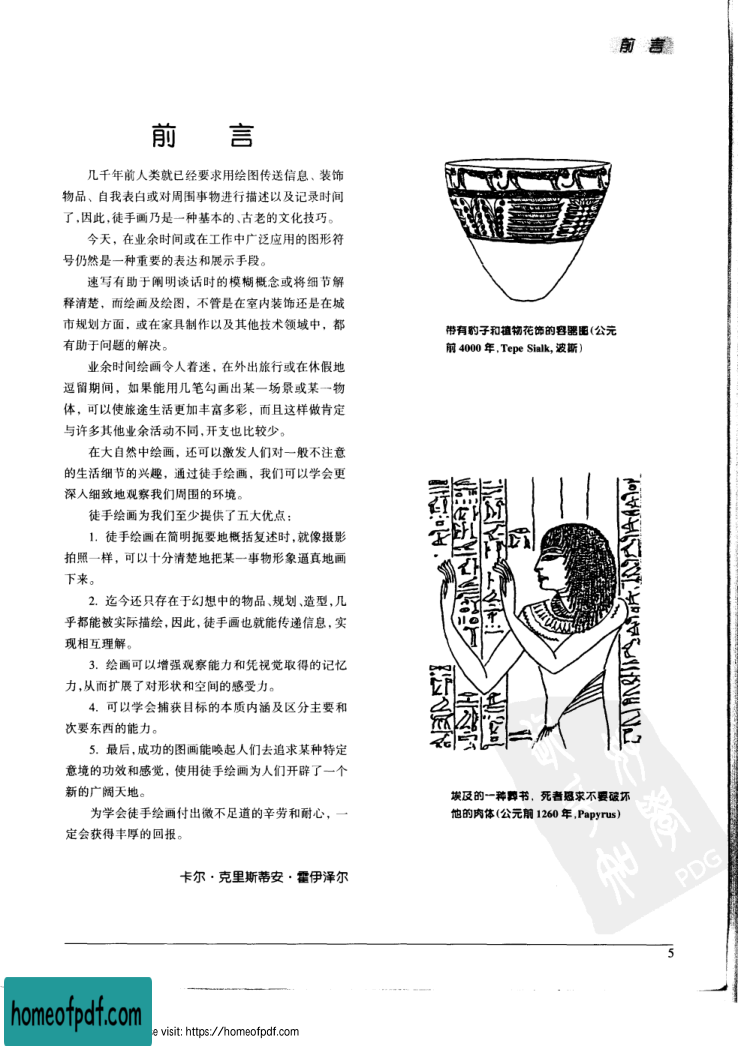 前 言
前 言
几千年前人类就已经要求用绘图传送信息、装饰
物品、自我表白或对周围事物进行描述以及记录时间
了,因此,徒手画乃是一种基本的、古老的文化技巧。
今天，在业余时间或在工作中广泛应用的图形符
号仍然是一种重要的表达和展示手段。
速写有助于阐明谈话时的模糊概念或将细节解
释清楚，而绘画及绘图，不管是在室内装饰还是在城
市规划方面，或在家具制作以及其他技术领域中，都
有助于问题的解决。
业余时间绘画令人着迷，在外出旅行或在休假地
逗留期间，如果能用几笔勾画出某一场景或某一物
体，可以使旅途生活更加丰富多彩，而且这样做肯定
与许多其他业余活动不同,开支也比较少。
在大自然中绘画，还可以激发人们对一般不注意
的生活细节的兴趣，通过徒手绘画，我们可以学会更
深入细致地观察我们周围的环境。
徒手绘画为我们至少提供了五大优点：
1. 徒手绘画在简明扼要地概括复述时,就像摄影
拍照一样，可以十分清楚地把某一事物形象逼真地画
下来。
2. 迄今还只存在于幻想中的物品、规划、造型,几
乎都能被实际描绘,因此,徒手画也就能传递信息,实
现相互理解。
3. 绘画可以增强观察能力和凭视觉取得的记忆
力,从而扩展了对形状和空间的感受力。
4. 可以学会捕获目标的本质内涵及区分主要和
次要东西的能力。
5. 最后,成功的图画能唤起人们去追求某种特定
意境的功效和感觉，使用徒手绘画为人们开辟了一个
新的广阔天地。
为学会徒手绘画付出微不足道的辛劳和耐心，一
定会获得丰厚的回报。
卡尔·克里斯蒂安·霍伊泽尔
带有豹子和植物花饰的容器图(公元
前 4000 年,Tepe Sialk,波斯)
埃及的一种葬书，死者恳求不要破坏
他的肉体(公元前 1260 年,Papyrus)
PDG
5
homeofpdf.com
e visit: https://homeofpdf.com